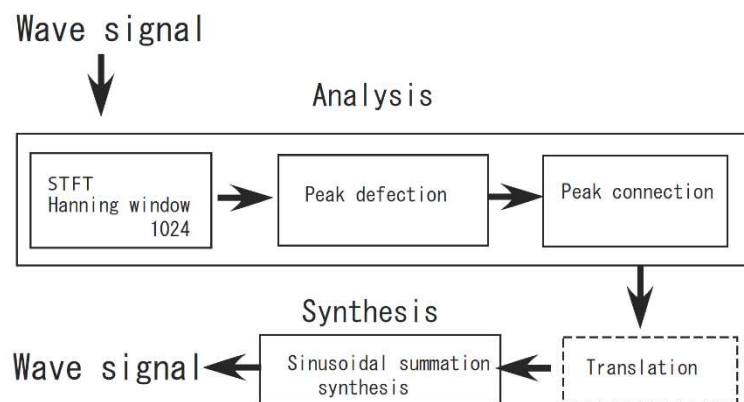 Wave signal
Analysis
STFT
Hanning window
1024
Peak defection
Peak connection
Synthesis
Wave signal
Sinusoidal summation
synthesis
Translation